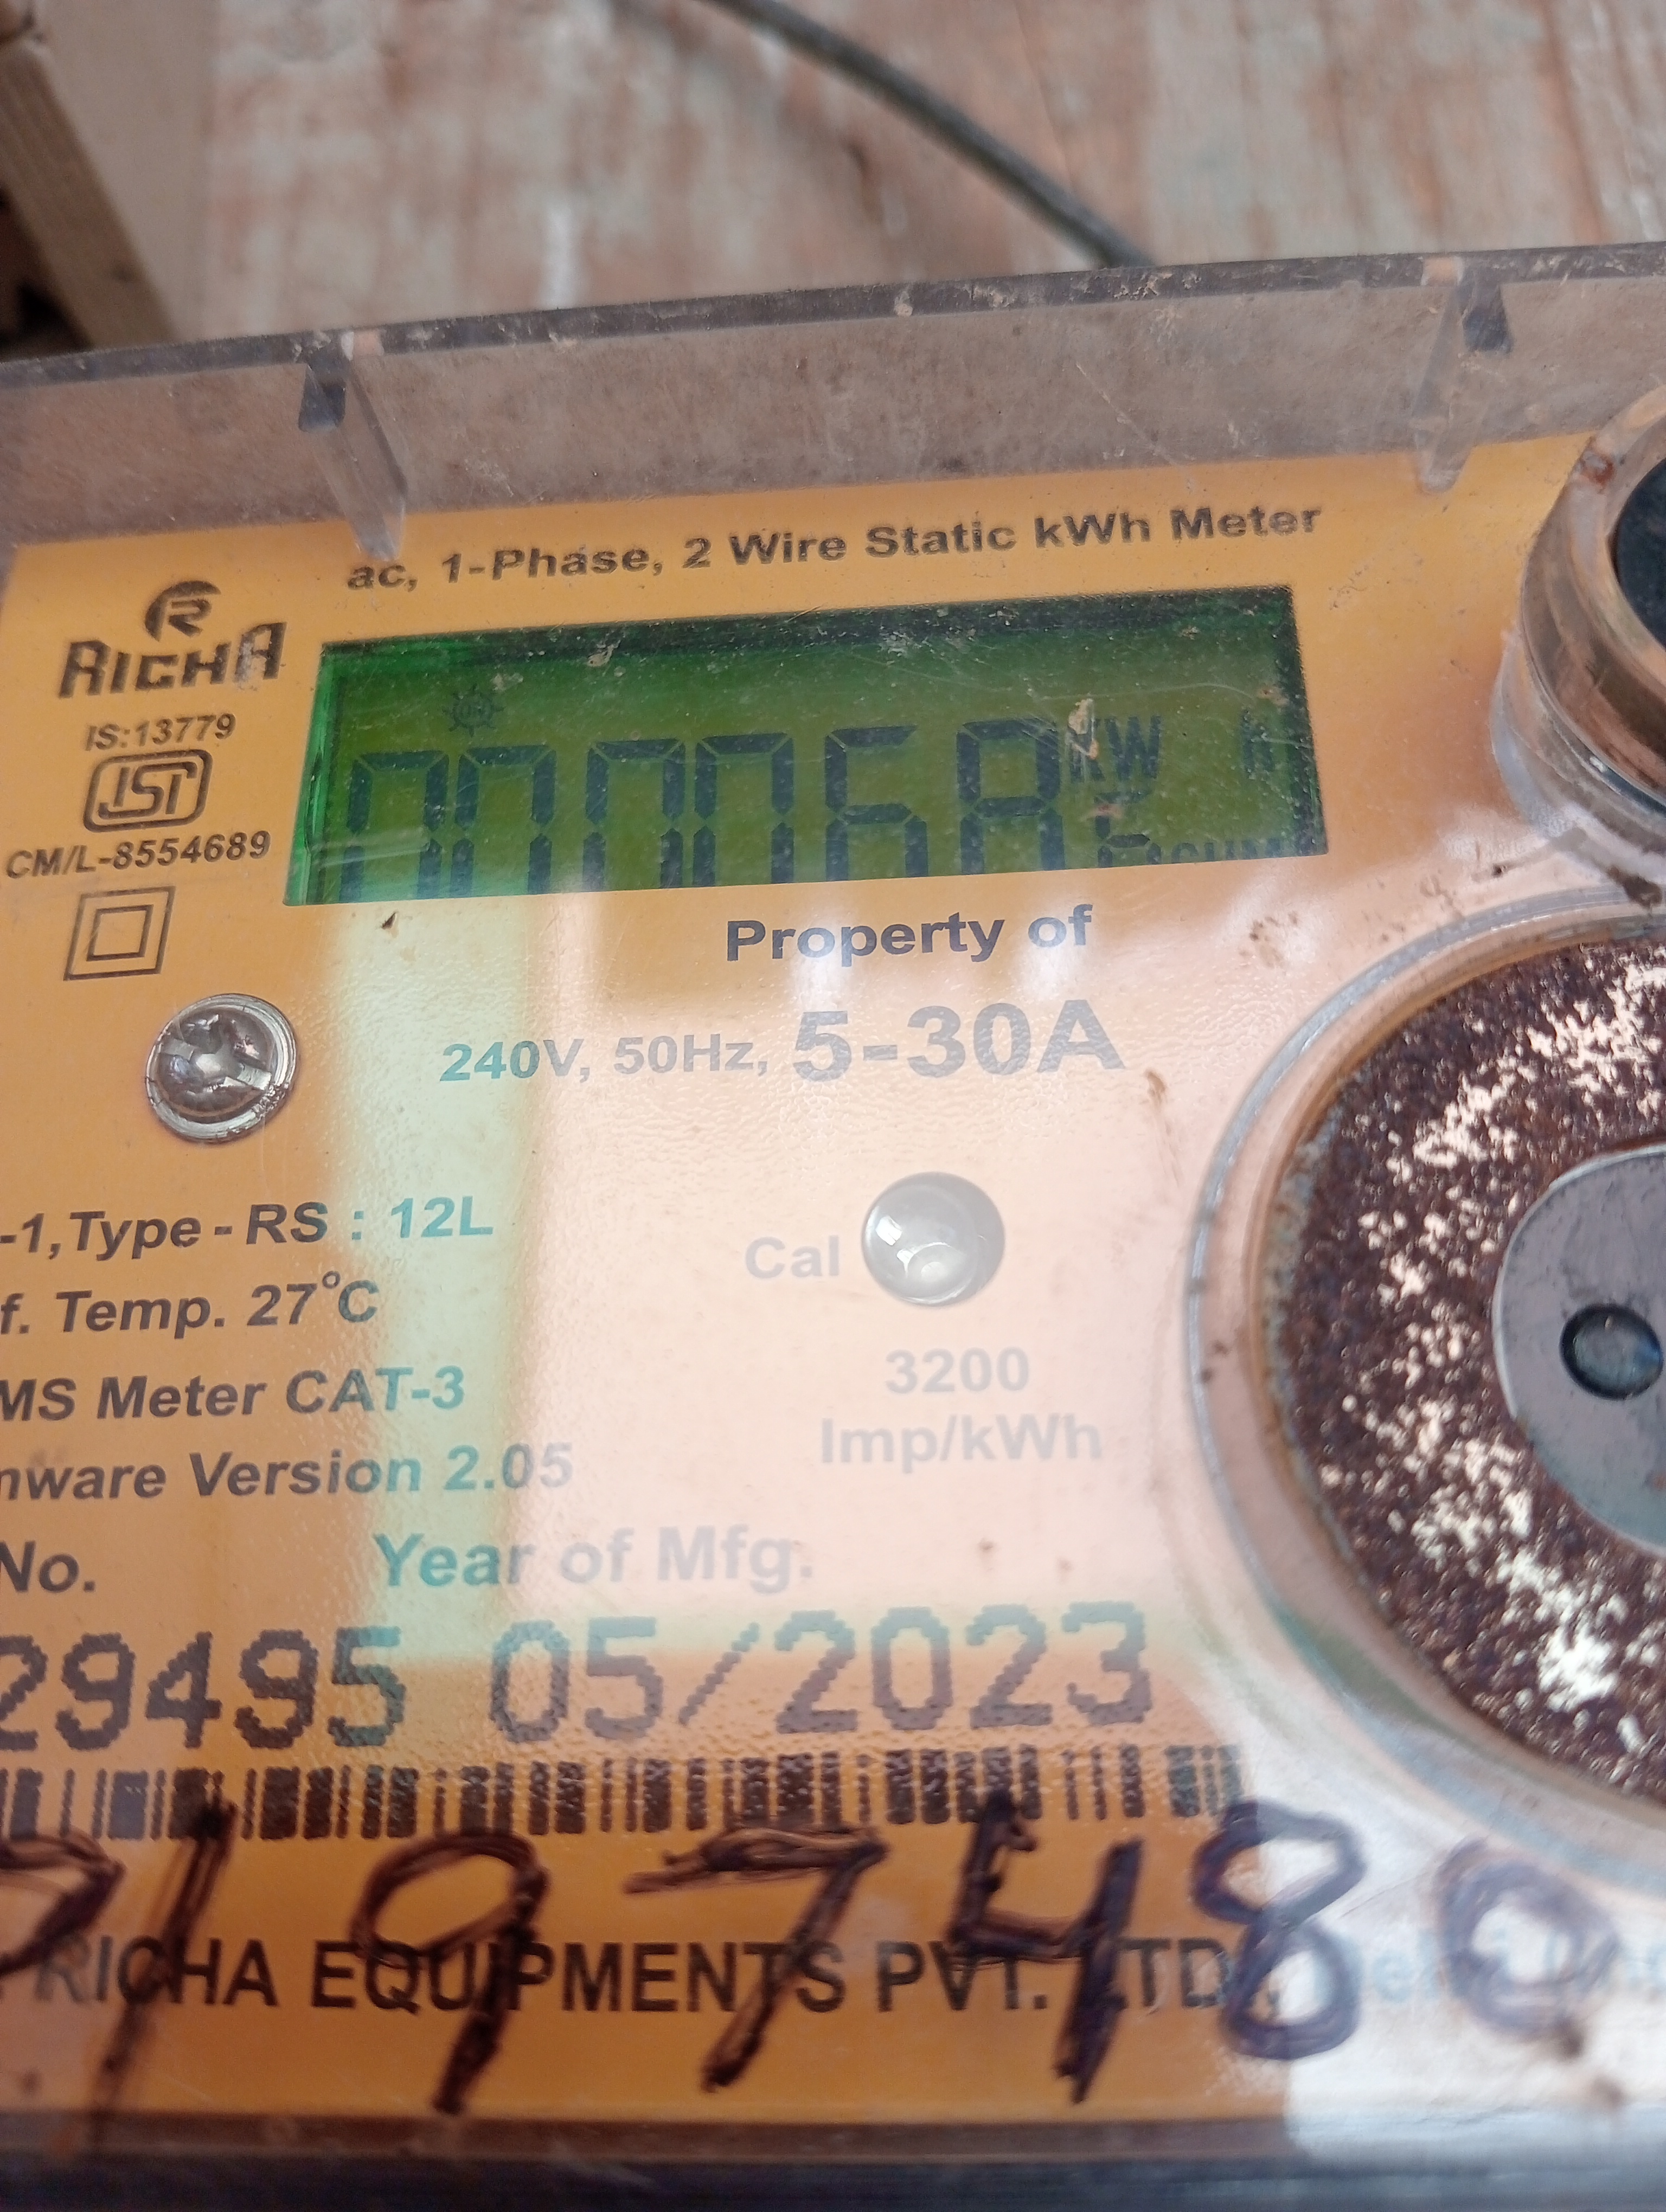 ac, 1-Phase, 2 Wire Static kWh Meter
RICHA
IS:13779
CM/L-8554689
KW h
Property of
240V, 50Hz, 5-30A
-1, Type - RS : 12L
f. Temp. 27°C
MS Meter CAT-3
Cal
3200
Imp/kWh
mware Version 2.05
No. Year of Mfg.
29495 05/2023
197480
RICHA EQUIPMENTS PVT. LTD.